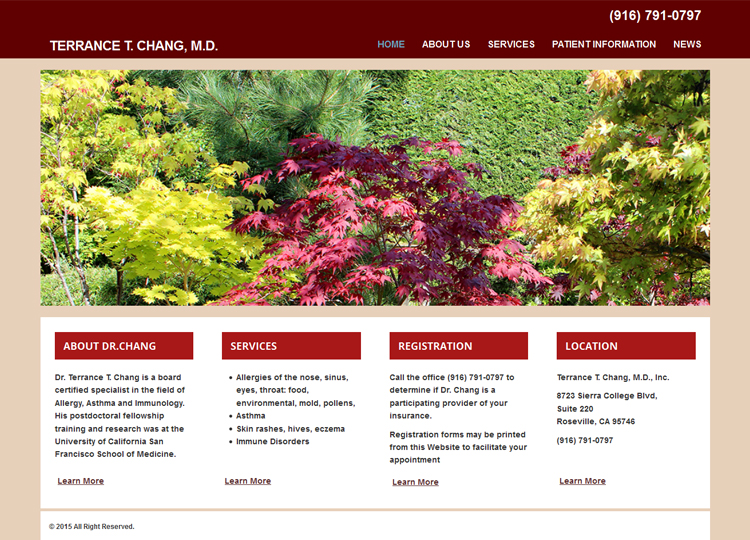 (916) 791-0797
TERRANCE T. CHANG, M.D.
HOME ABOUT US SERVICES PATIENT INFORMATION NEWS
ABOUT DR.CHANG
Dr. Terrance T. Chang is a board
certified specialist in the field of
Allergy, Asthma and Immunology.
His postdoctoral fellowship
training and research was at the
University of California San
Francisco School of Medicine.
Learn More
SERVICES
Allergies of the nose, sinus,
eyes, throat: food,
environmental, mold, pollens,
Asthma
Skin rashes, hives, eczema
Immune Disorders
Learn More
REGISTRATION
Call the office (916) 791-0797 to
determine if Dr. Chang is a
participating provider of your
insurance.
Registration forms may be printed
from this Website to facilitate your
appointment
Learn More
LOCATION
Terrance T. Chang, M.D., Inc.
8723 Sierra College Blvd,
Suite 220
Roseville, CA 95746
(916) 791-0797
Learn More
© 2015 All Right Reserved.